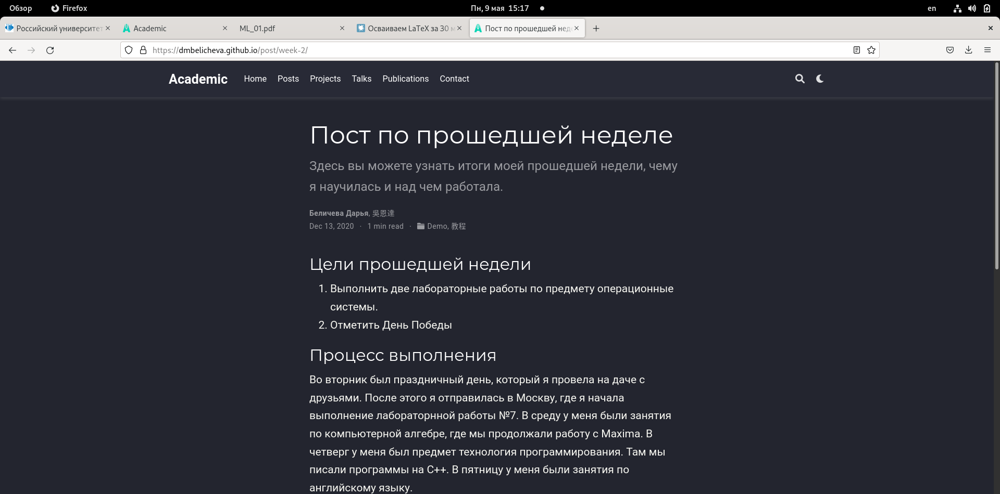 Обзор Firefox Пн, 9 мая 15:17 en
Российский университет Academic ML_01.pdf Осваиваем LaTeX за 30 м Пост по прошедшей нед
https://dmbelicheva.github.io/post/week-2/
Academic Home Posts Projects Talks Publications Contact
Пост по прошедшей неделе
Здесь вы можете узнать итоги моей прошедшей недели, чему
я научилась и над чем работала.
Беличева Дарья, 吳恩達
Dec 13, 2020 · 1 min read · Demo, 教程
Цели прошедшей недели
1. Выполнить две лабораторные работы по предмету операционные
системы.
2. Отметить День Победы
Процесс выполнения
Во вторник был праздничный день, который я провела на даче с
друзьями. После этого я отправилась в Москву, где я начала
выполнение лабораторнной работы №7. В среду у меня были занятия
по компьютерной алгебре, где мы продолжали работу с Maxima. В
четверг у меня был предмет технология программирования. Там мы
писали программы на C++. В пятницу у меня были занятия по
английскому языку.